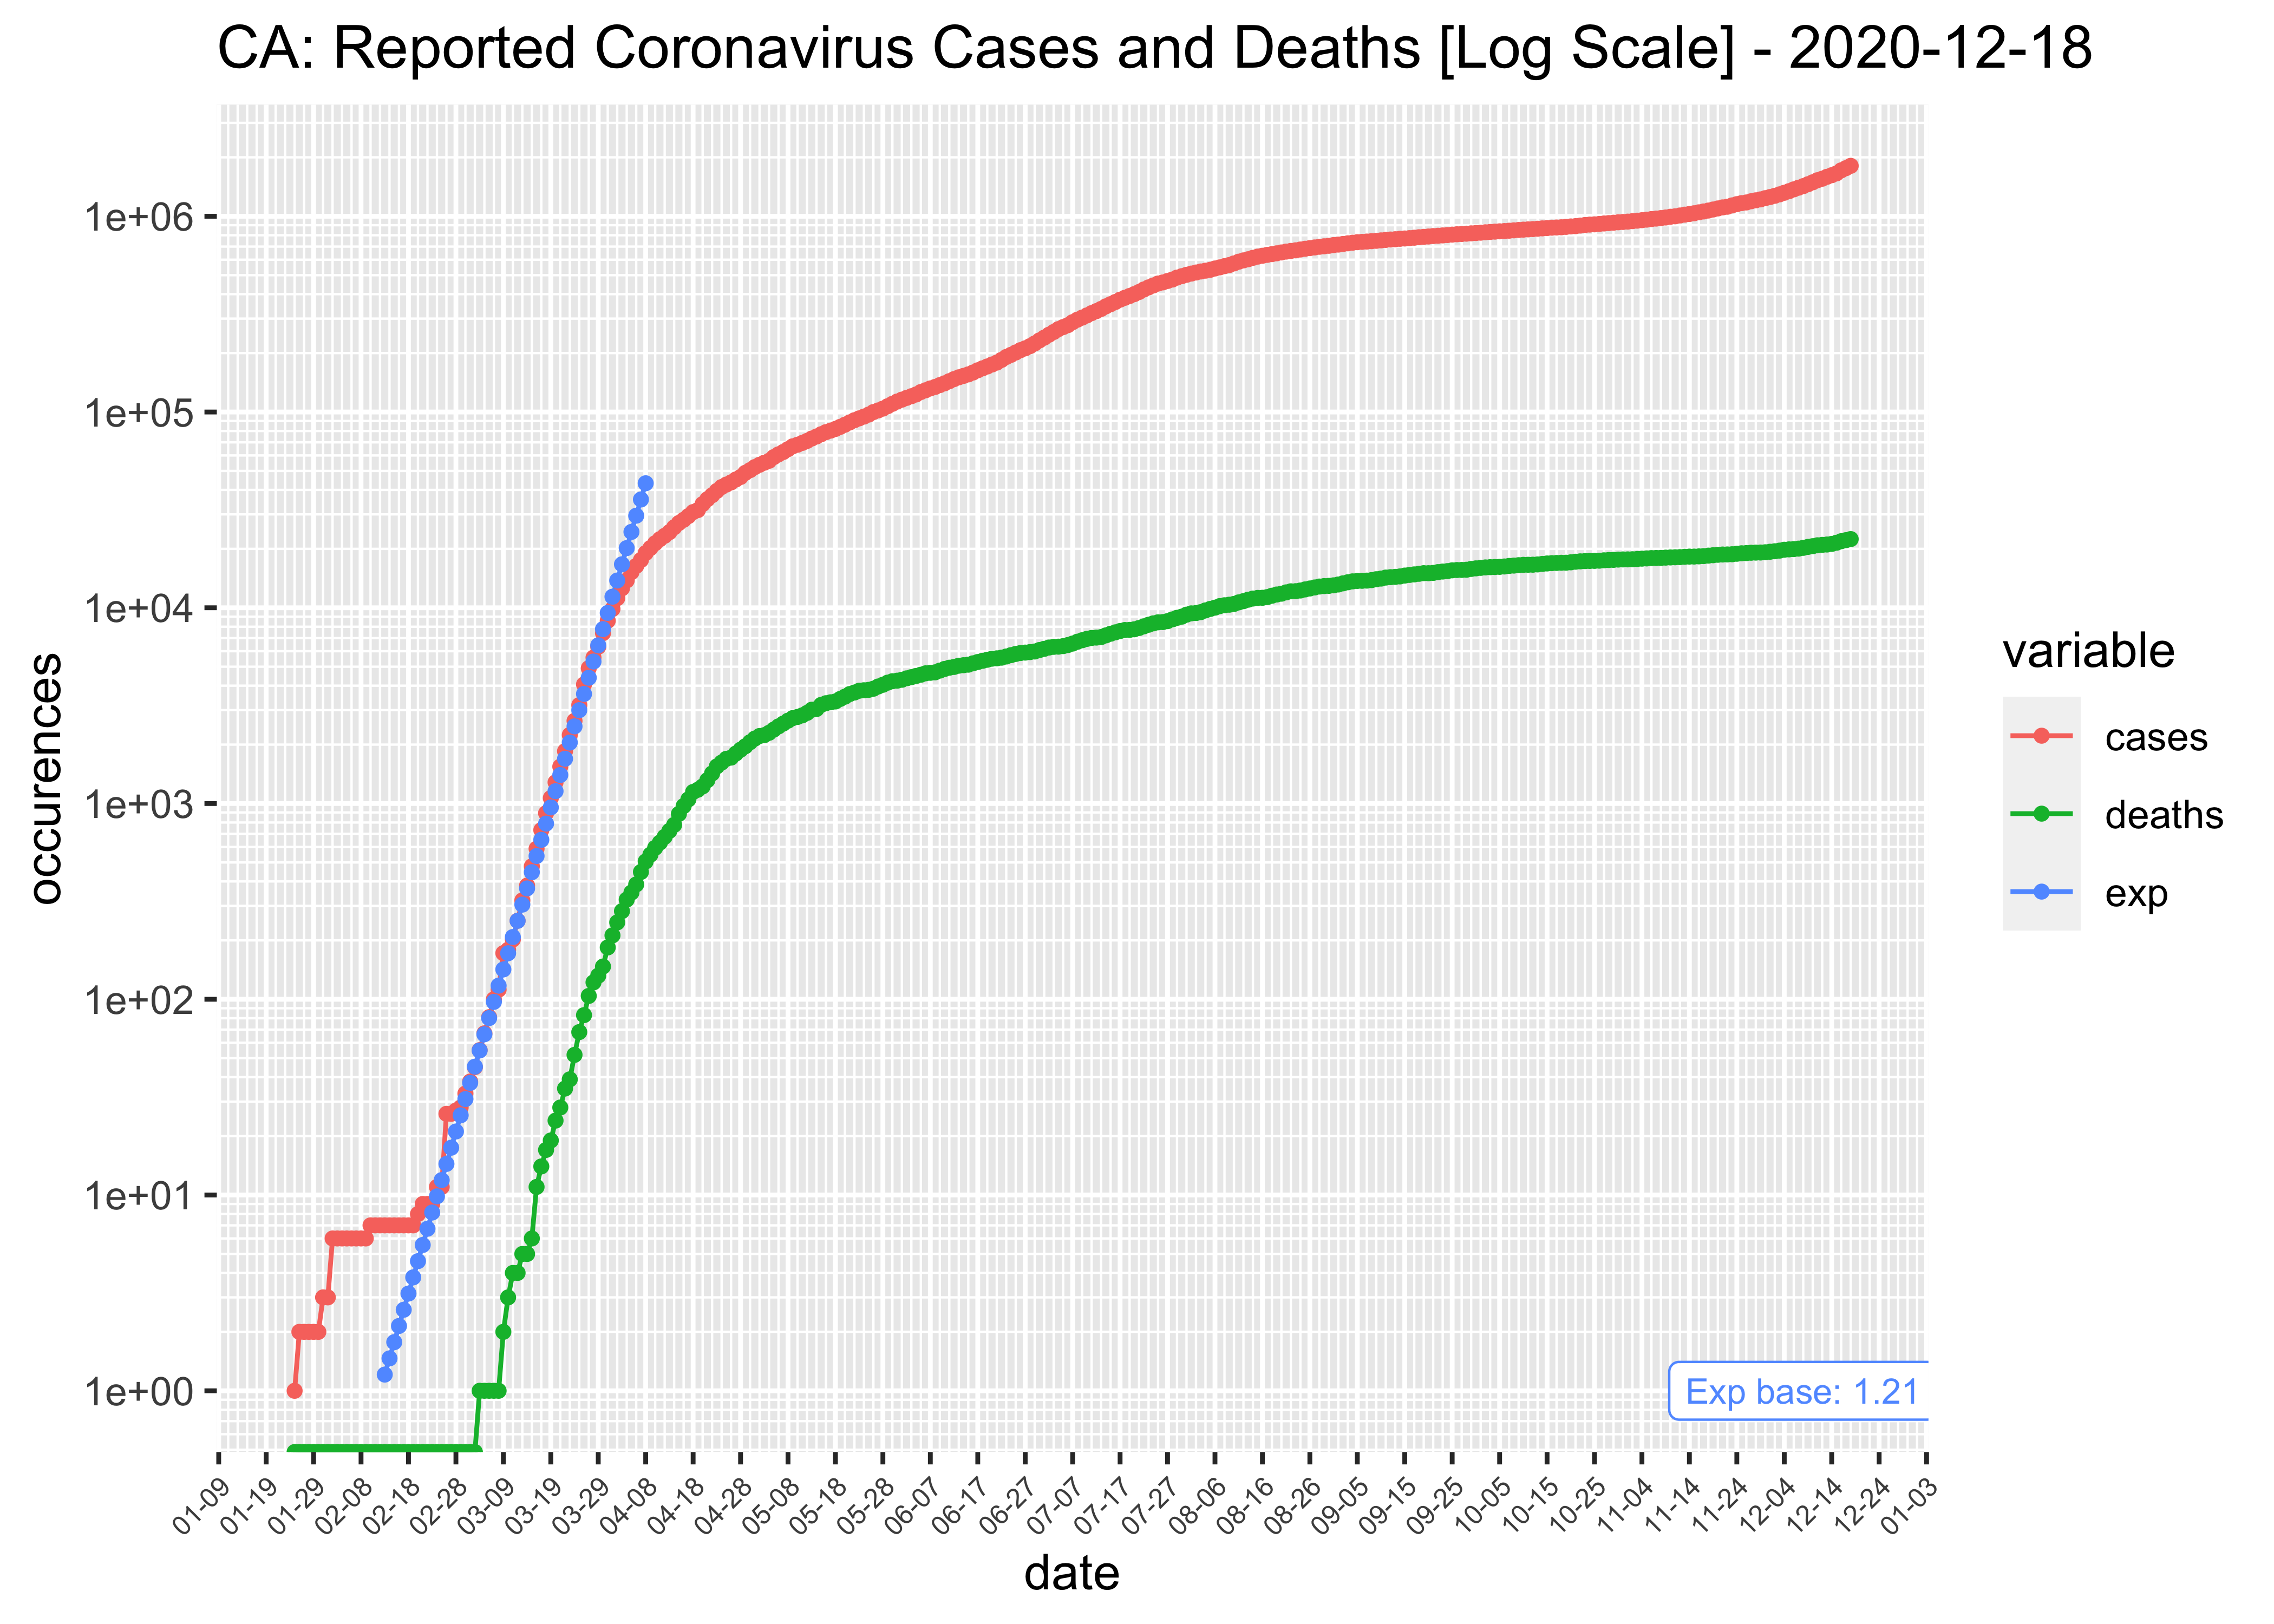 CA: Reported Coronavirus Cases and Deaths [Log Scale] - 2020-12-18
1e+06
1e+05
1e+04
1e+03
1e+02
1e+01
1e+00
occurences
variable
cases
deaths
exp
Exp base: 1.21
01-09 01-19 01-29 02-08 02-18 02-28 03-09 03-19 03-29 04-08 04-18 04-28 05-08 05-18 05-28 06-07 06-17 06-27 07-07 07-17 07-27 08-06 08-16 08-26 09-05 09-15 09-25 10-05 10-15 10-25 11-04 11-14 11-24 12-04 12-14 12-24 01-03
date